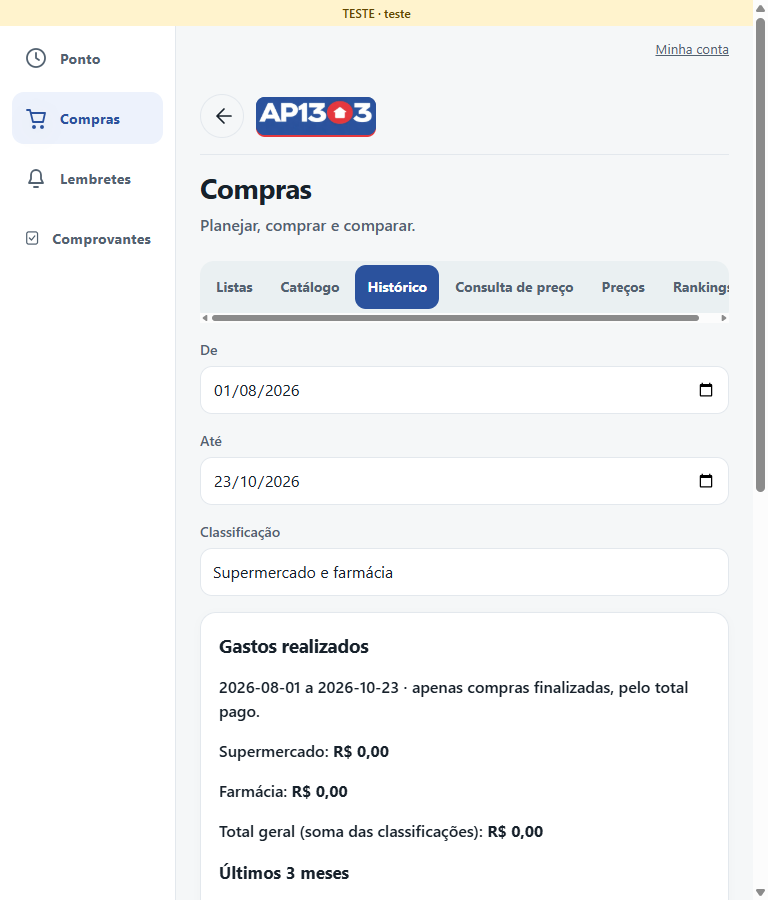 TESTE · teste
Minha conta
Ponto
Compras
Lembretes
Comprovantes
AP13 3
Compras
Planejar, comprar e comparar.
Listas
Catálogo
Histórico
Consulta de preço
Preços
Rankings
De
01/08/2026
Até
23/10/2026
Classificação
Supermercado e farmácia
Gastos realizados
2026-08-01 a 2026-10-23 · apenas compras finalizadas, pelo total
pago.
Supermercado: R$ 0,00
Farmácia: R$ 0,00
Total geral (soma das classificações): R$ 0,00
Últimos 3 meses